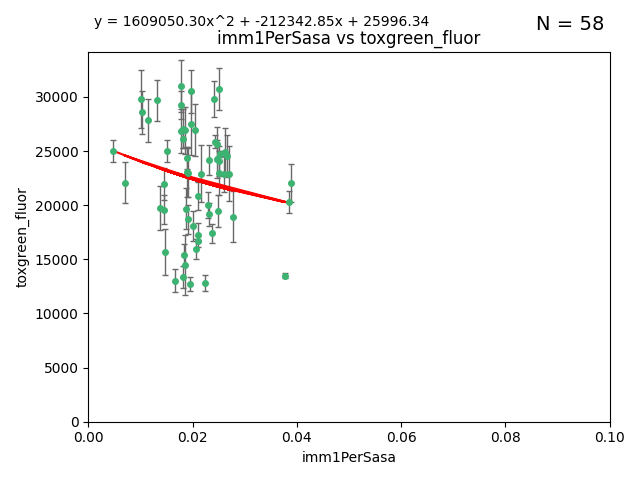 y = 1609050.30x^2 + -212342.85x + 25996.34
N = 58
imm1PerSasa vs toxgreen_fluor
30000
25000
20000
15000
10000
5000
0
toxgreen_fluor
0.00 0.02 0.04 0.06 0.08 0.10
imm1PerSasa